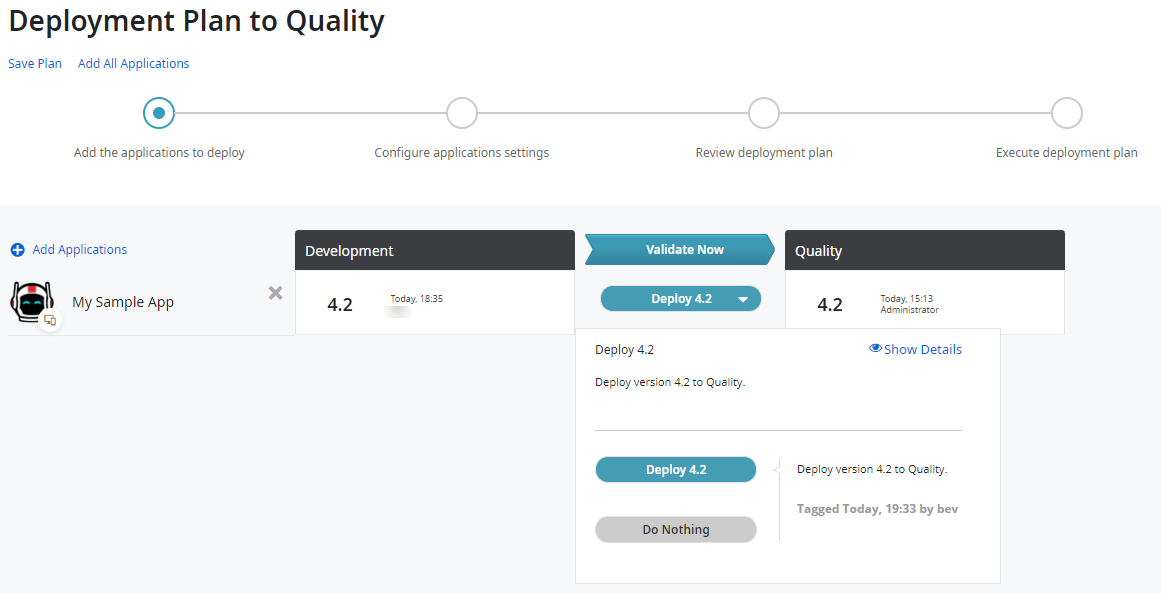 Deployment Plan to Quality
Save Plan Add All Applications
Add the applications to deploy
Configure applications settings
Review deployment plan
Execute deployment plan
Add Applications
Development
Validate Now
Quality
My Sample App
4.2
Today, 18:35
Deploy 4.2
4.2
Today, 15:13
Administrator
Deploy 4.2
Show Details
Deploy version 4.2 to Quality.
Deploy 4.2
Deploy version 4.2 to Quality.
Tagged Today, 19:33 by bev
Do Nothing